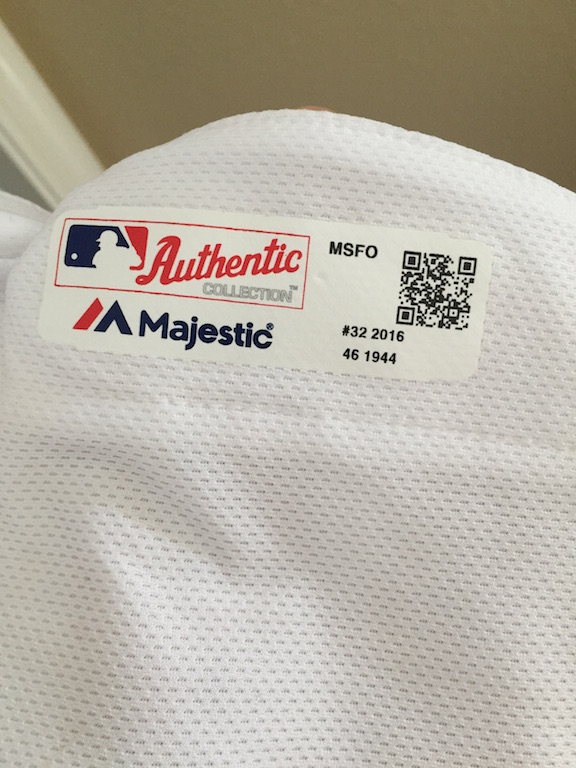 Authentic
COLLECTION™
Majestic®
MSFO
#32 2016
46 1944